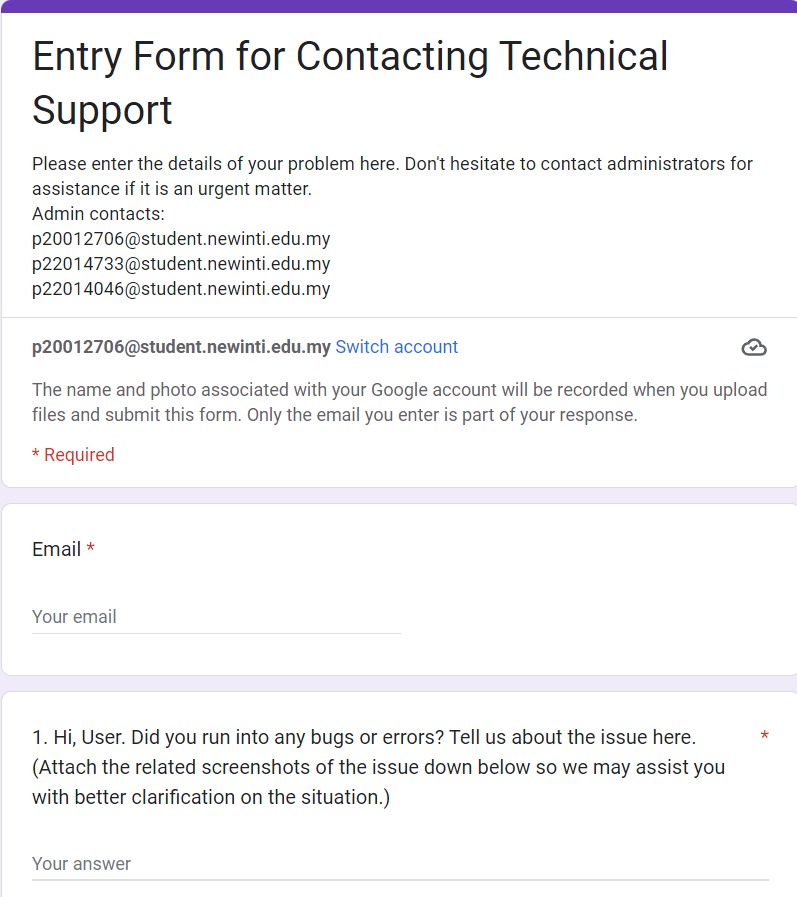 Entry Form for Contacting Technical
Support
Please enter the details of your problem here. Don't hesitate to contact administrators for
assistance if it is an urgent matter.
Admin contacts:
p20012706@student.newinti.edu.my
p22014733@student.newinti.edu.my
p22014046@student.newinti.edu.my
p20012706@student.newinti.edu.my Switch account
The name and photo associated with your Google account will be recorded when you upload
files and submit this form. Only the email you enter is part of your response.
* Required
Email *
Your email
1. Hi, User. Did you run into any bugs or errors? Tell us about the issue here. *
(Attach the related screenshots of the issue down below so we may assist you
with better clarification on the situation.)
Your answer